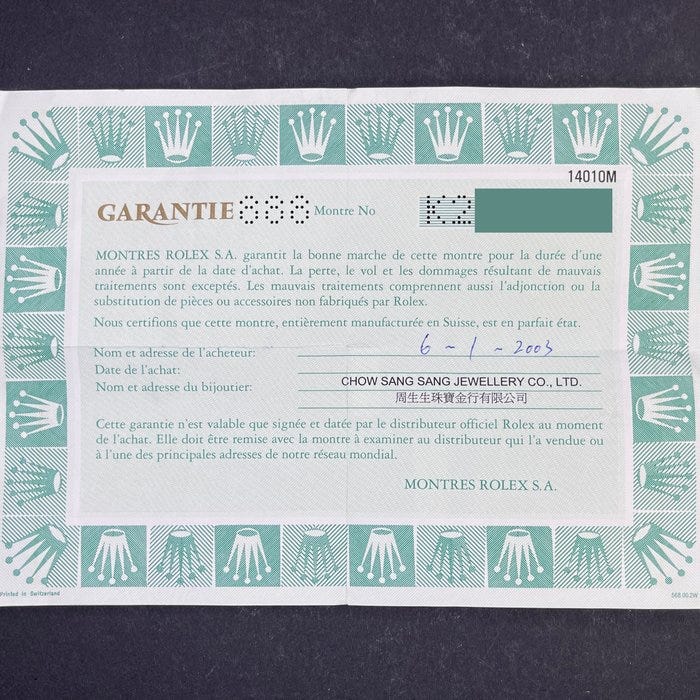 14010M
GARANTIE 888 Montre No K2
MONTRES ROLEX S.A. garantit la bonne marche de cette montre pour la durée d'une
année à partir de la date d'achat. La perte, le vol et les dommages résultant de mauvais
traitements sont exceptés. Les mauvais traitements comprennent aussi l'adjonction ou la
substitution de pièces ou accessoires non fabriqués par Rolex.
Nous certifions que cette montre, entièrement manufacturée en Suisse, est en parfait état.
Nom et adresse de l'acheteur: 6 - 1 - 2003
Date de l'achat:
Nom et adresse du bijoutier: CHOW SANG SANG JEWELLERY CO., LTD.
周生生珠寶金行有限公司
Cette garantie n'est valable que signée et datée par le distributeur officiel Rolex au moment
de l'achat. Elle doit être remise avec la montre à examiner au distributeur qui l'a vendue ou
à l'une des principales adresses de notre réseau mondial.
MONTRES ROLEX S.A.
Printed in Switzerland
568.00.2W